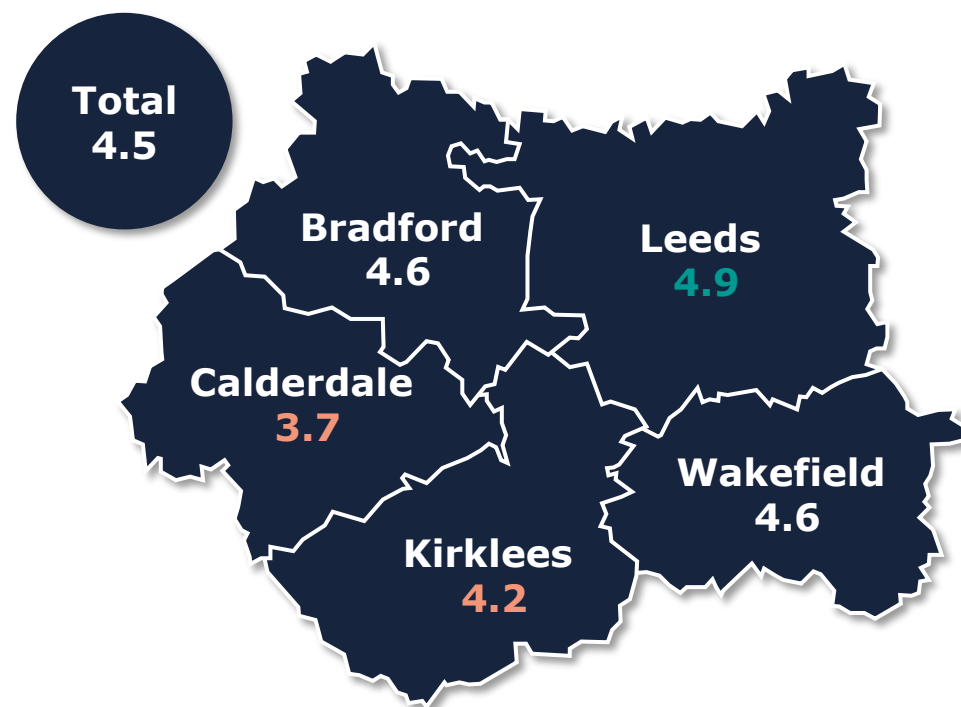 Total
4.5
Bradford
4.6
Leeds
4.9
Calderdale
3.7
Wakefield
4.6
Kirklees
4.2